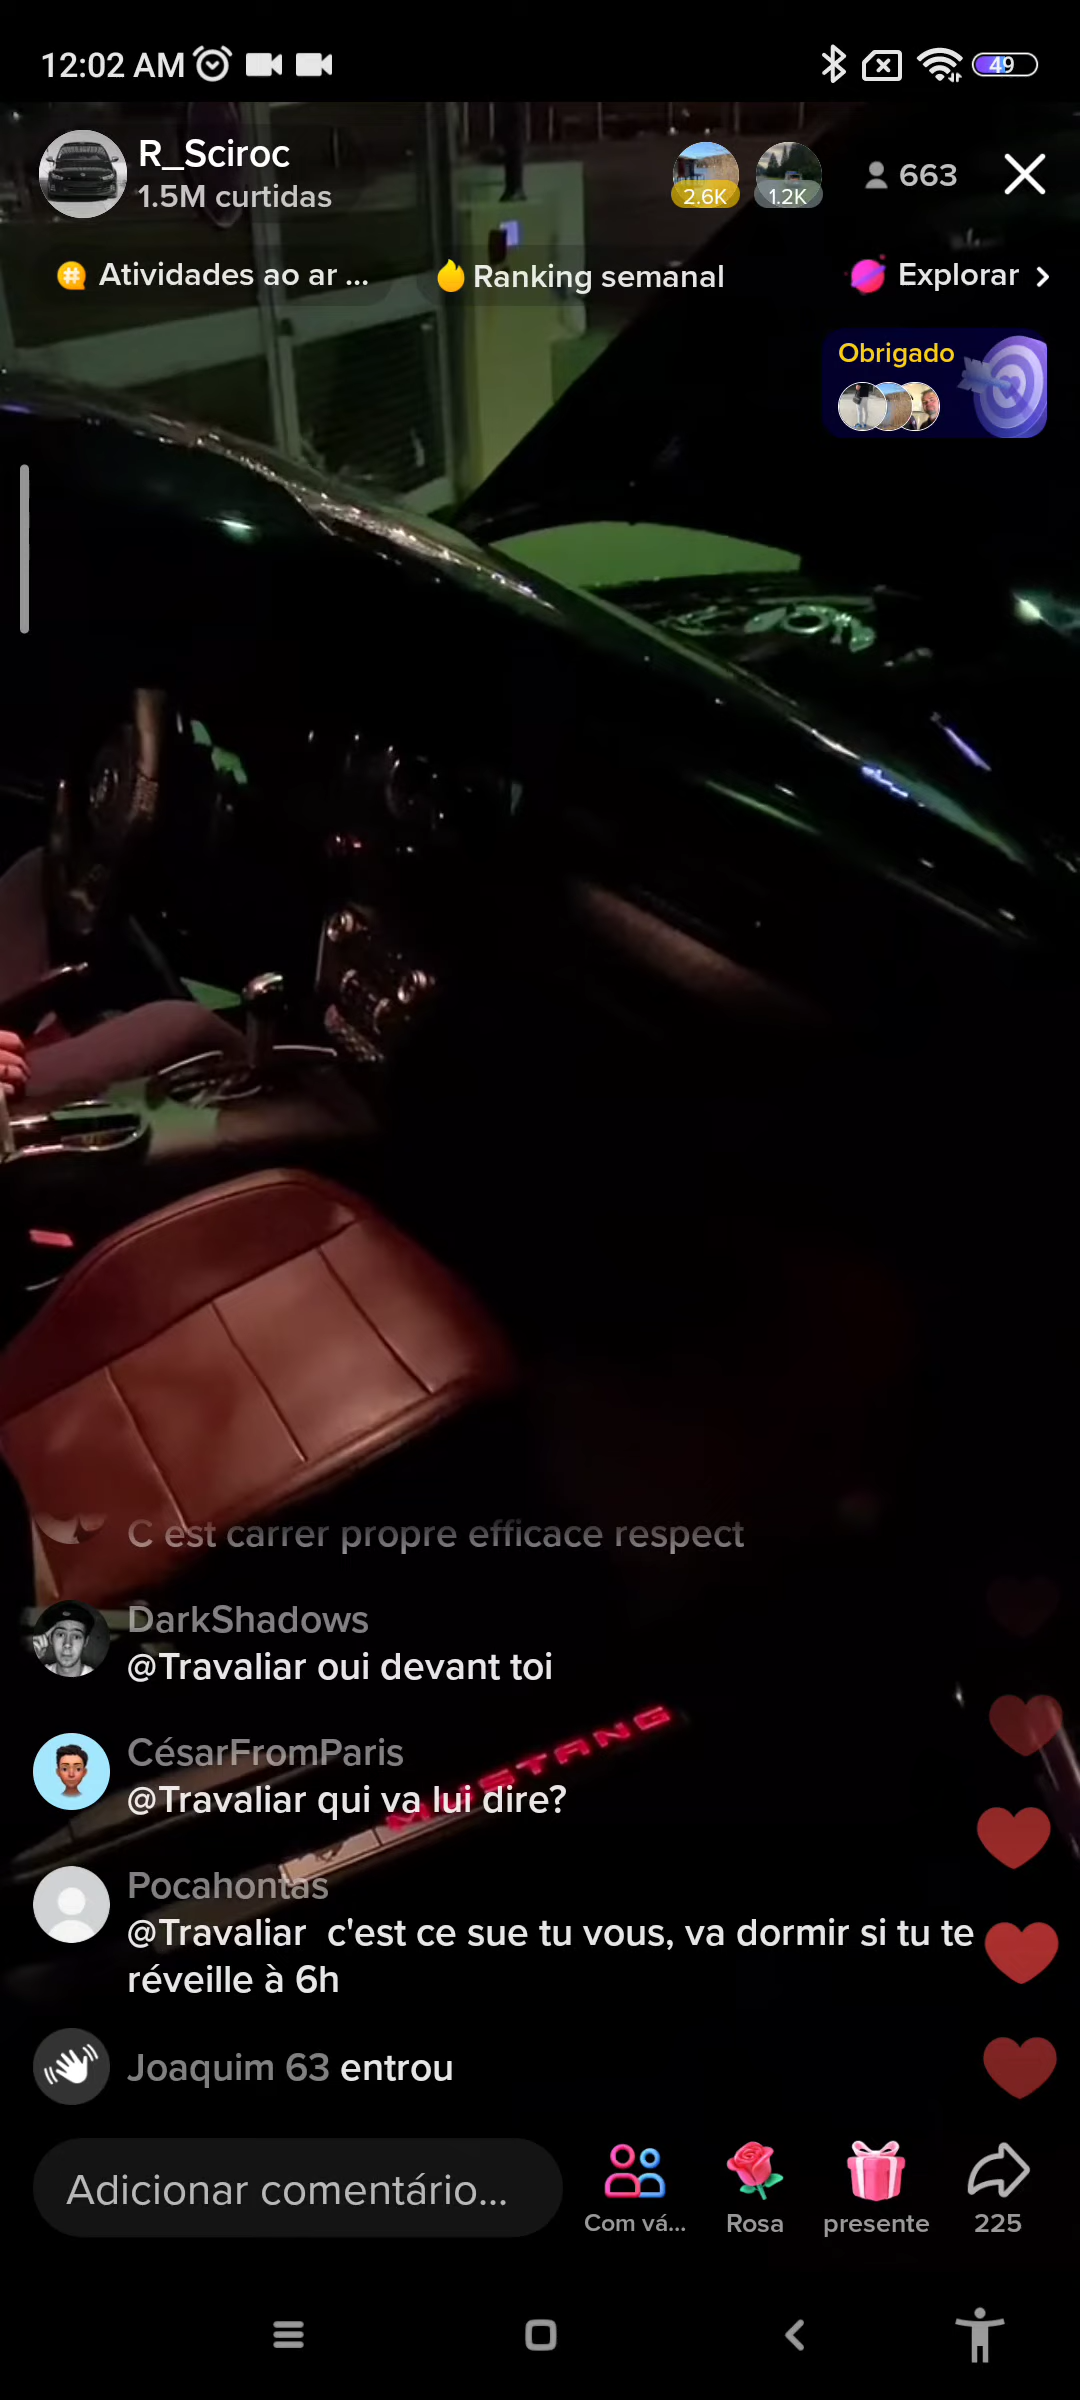 12:02 AM
49
R_Sciroc
1.5M curtidas
2.6K
1.2K
663
Atividades ao ar ...
Ranking semanal
Explorar
Obrigado
C est carrer propre efficace respect
DarkShadows
@Travaliar oui devant toi
MUSTANG
CésarFromParis
@Travaliar qui va lui dire?
Pocahontas
@Travaliar  c'est ce sue tu vous, va dormir si tu te
réveille à 6h
Joaquim 63 entrou
Adicionar comentário...
Com vá...
Rosa
presente
225